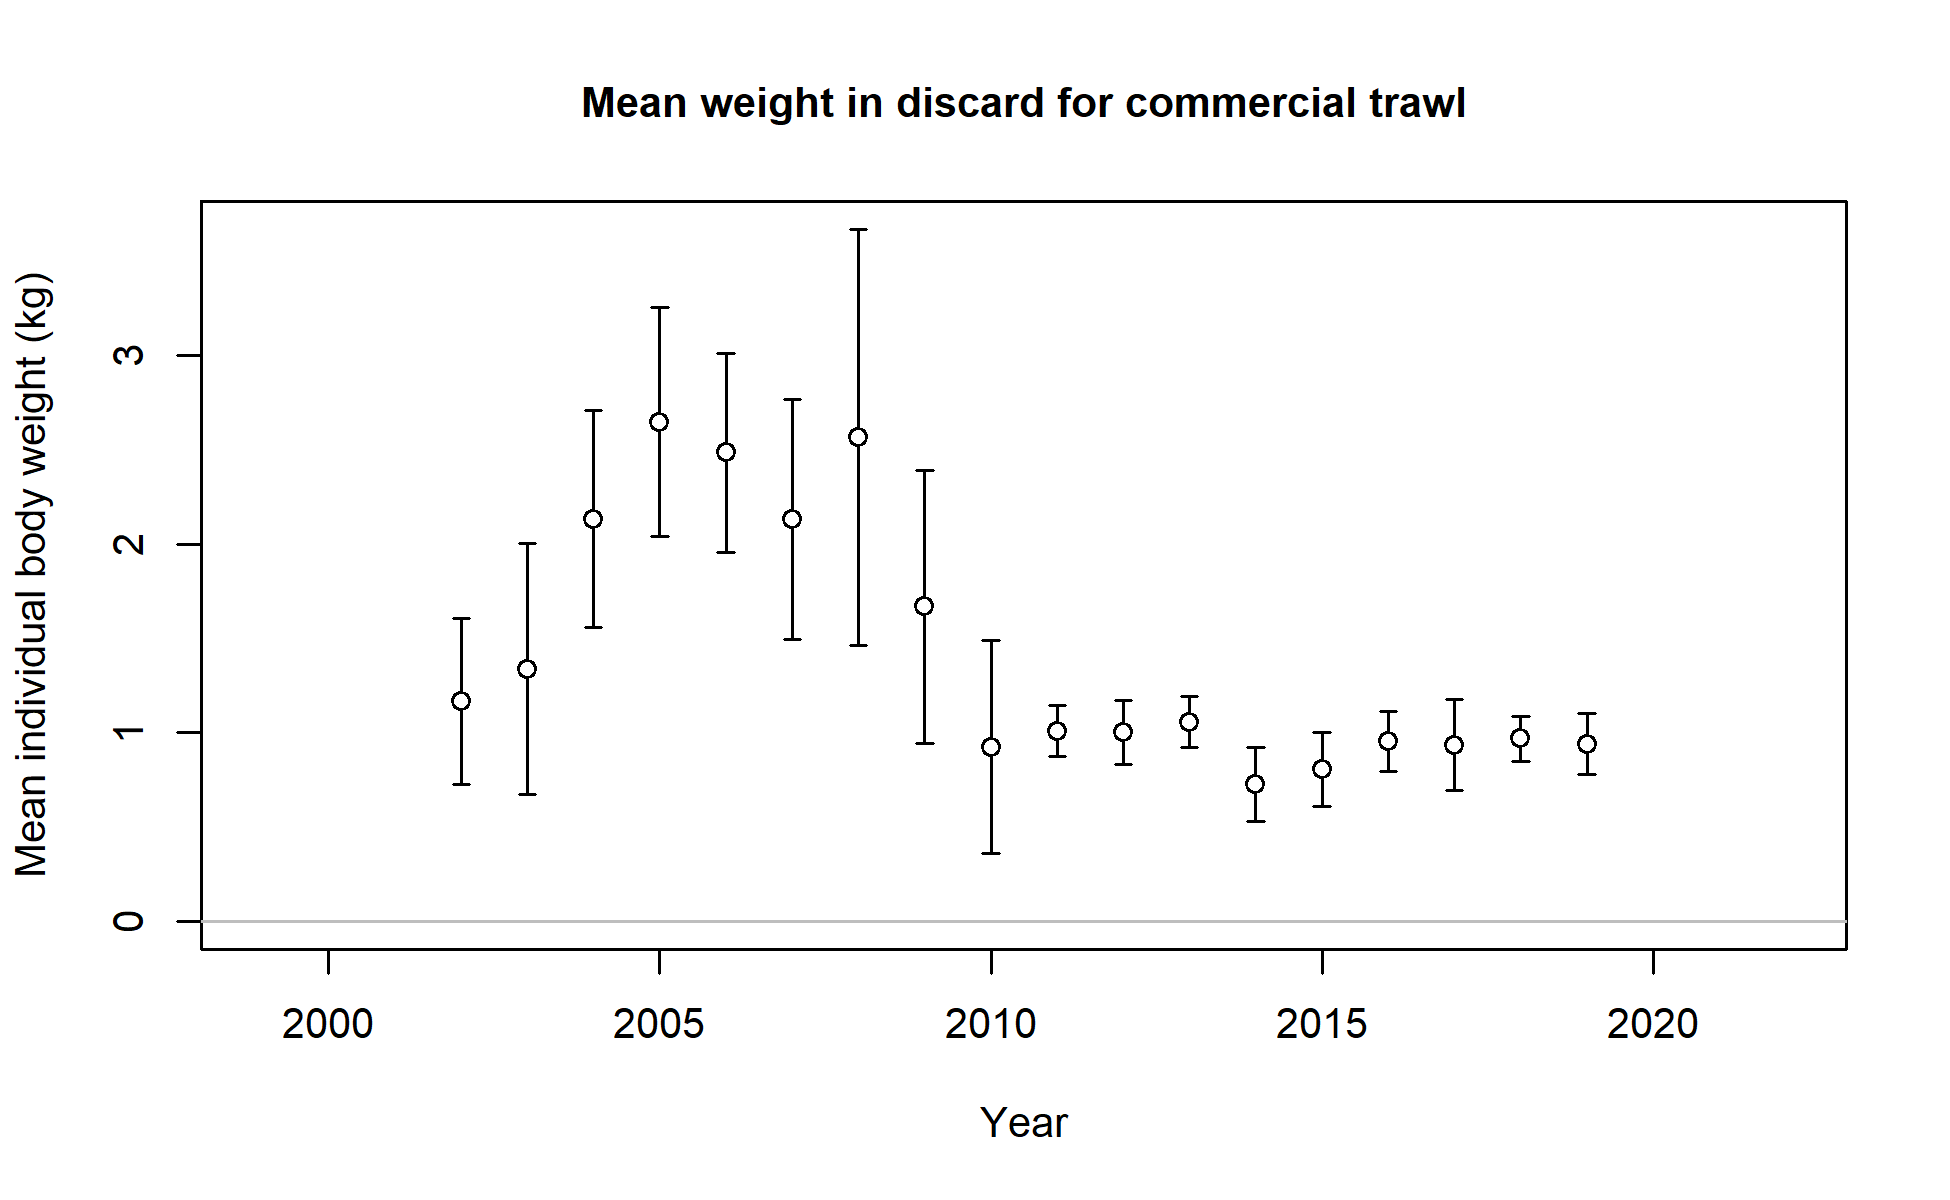 Mean weight in discard for commercial trawl
Mean individual body weight (kg)
3
2
1
0
2000 2005 2010 2015 2020
Year